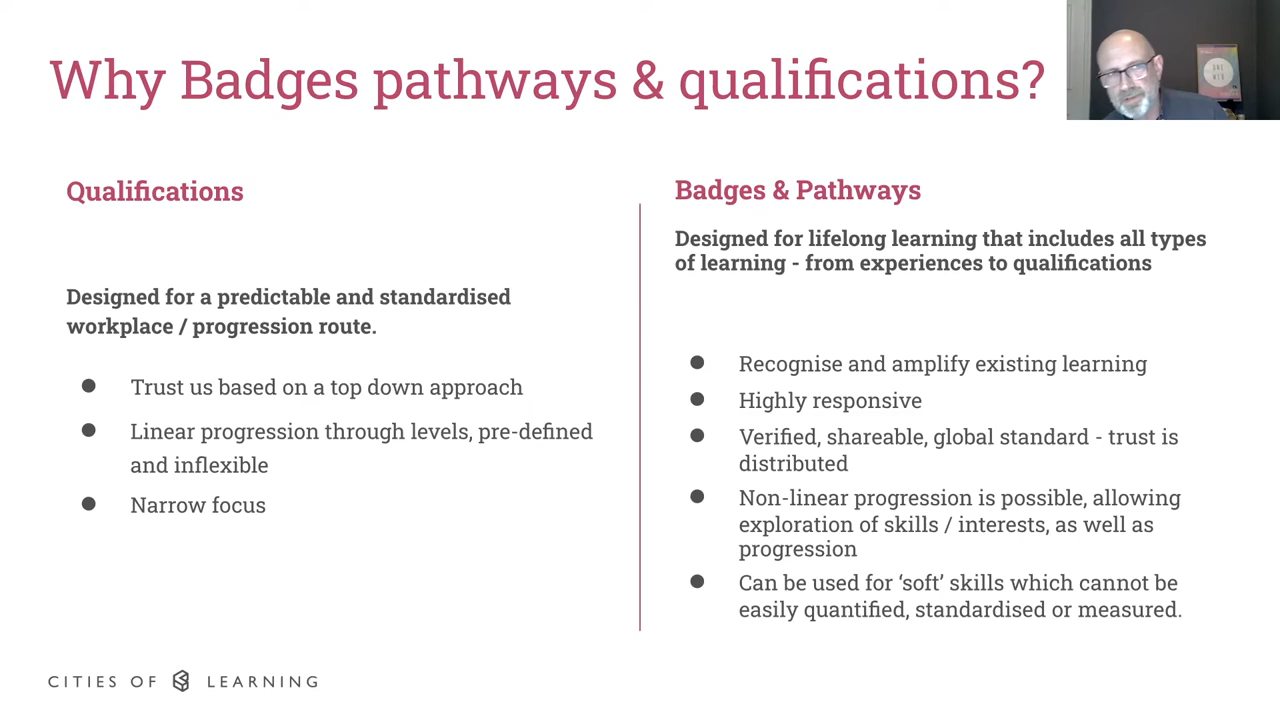 Why Badges pathways & qualifications?
Qualifications
Designed for a predictable and standardised
workplace / progression route.
Trust us based on a top down approach
Linear progression through levels, pre-defined
and inflexible
Narrow focus
Badges & Pathways
Designed for lifelong learning that includes all types
of learning - from experiences to qualifications
Recognise and amplify existing learning
Highly responsive
Verified, shareable, global standard - trust is
distributed
Non-linear progression is possible, allowing
exploration of skills / interests, as well as
progression
Can be used for ‘soft’ skills which cannot be
easily quantified, standardised or measured.
CITIES OF LEARNING
ONE
WEB